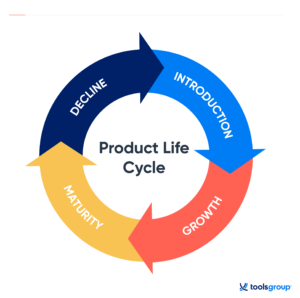 DECLINE
INTRODUCTION
Product Life
Cycle
MATURITY
GROWTH
toolsgroup